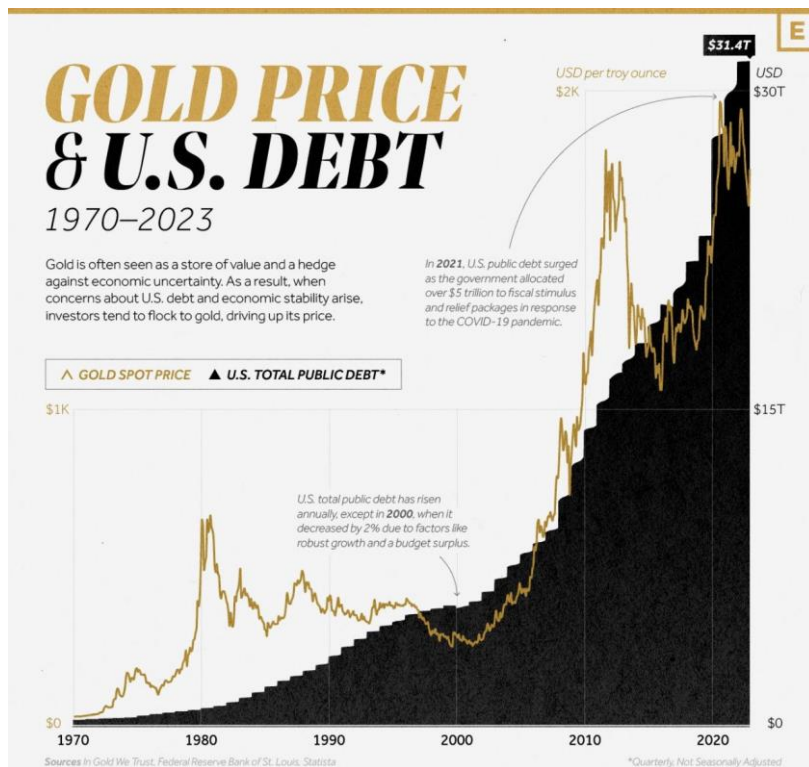 E
$31.4T
GOLD PRICE
& U.S. DEBT
1970–2023
Gold is often seen as a store of value and a hedge
against economic uncertainty. As a result, when
concerns about U.S. debt and economic stability arise,
investors tend to flock to gold, driving up its price.
USD per troy ounce
$2K
USD
$30T
In 2021, U.S. public debt surged
as the government allocated
over $5 trillion to fiscal stimulus
and relief packages in response
to the COVID-19 pandemic.
GOLD SPOT PRICE
U.S. TOTAL PUBLIC DEBT*
$1K
$15T
U.S. total public debt has risen
annually, except in 2000, when it
decreased by 2% due to factors like
robust growth and a budget surplus.
$0
$0
1970 1980 1990 2000 2010 2020
Sources In Gold We Trust, Federal Reserve Bank of St. Louis, Statista
*Quarterly, Not Seasonally Adjusted